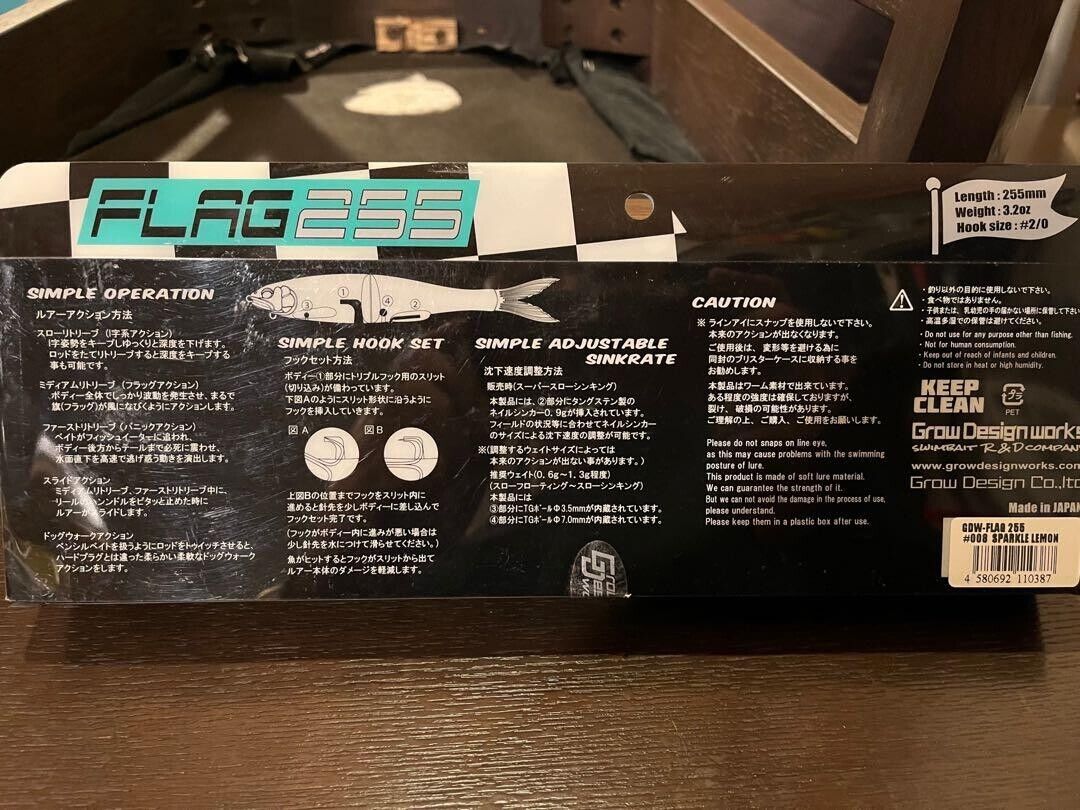 FLAG255
Length : 255mm
Weight : 3.2oz
Hook size : #2/0
SIMPLE OPERATION
ルアーアクション方法
スローリトリーブ (I字系アクション)
I字姿勢をキープしゆっくりと深度を下げます。
ロッドをたてリトリーブすると深度をキープする
事も可能です。
ミディアムリトリーブ (フラッグアクション)
ボディー全体でしっかり波動を発生させ、まるで
旗(フラッグ)が風になびくようにアクションします。
ファーストリトリーブ (パニックアクション)
ベイトがフィッシュイーターに追われ、
ボディー後方からテールまで必死に震わせ、
水面直下を高速で逃げ惑う動きを演出します。
スライドアクション
ミディアムリトリーブ、ファーストリトリーブ中に、
リールのハンドルをピタッと止めた時に
ルアーがスライドします。
ドッグウォークアクション
ペンシルベイトを扱うようにロッドをトゥイッチさせると、
ハードプラグとは違った柔らかい柔軟なドッグウォーク
アクションをします。
③ ① ④ ②
SIMPLE HOOK SET
フックセット方法
ボディー①部分にトリプルフック用のスリット
(切り込み)が備わっています。
下図Aのようにスリット形状に沿うように
フックを挿入していきます。
図A 図B
上図Bの位置までフックをスリット内に
進めると針先を少しボディーに差し込んで
フックセット完了です。
(フックがボディー内に進みが悪い場合は
少し針先を水につけて滑らせてください。)
魚がヒットするとフックがスリットから出て
ルアー本体のダメージを軽減します。
SIMPLE ADJUSTABLE
SINKRATE
沈下速度調整方法
販売時(スーパースローシンキング)
本製品には、②部分にタングステン製の
ネイルシンカー0.9gが挿入されています。
フィールドの状況等に合わせてネイルシンカー
のサイズによる沈下速度の調整が可能です。
※(調整するウェイトサイズによっては
本来のアクションが出ない事があります。)
推奨ウェイト(0.6g〜1.3g程度)
(スローフローティング〜スローシンキング)
本製品には
③部分にTGﾎﾞｰﾙΦ3.5mmが内蔵されています。
④部分にTGﾎﾞｰﾙΦ7.0mmが内蔵されています。
CAUTION
※ ラインアイにスナップを使用しないで下さい。
本来のアクションが出なくなります。
ご使用後は、変形等を避ける為に
同封のブリスターケースに収納する事を
お勧めします。
本製品はワーム素材で出来ています。
ある程度の強度は確保しておりますが、
裂け、破損の可能性があります。
ご理解の上、ご購入、ご使用をお願いします。
Please do not snaps on line eye,
as this may cause problems with the swimming
posture of lure.
This product is made of soft lure material.
We can guarantee the strength of it.
But we can not avoid the damage in the process of use,
please understand.
Please keep them in a plastic box after use.
・釣り以外の目的に使用しないで下さい。
・食べ物ではありません。
・子供または、乳幼児の手の届かない場所に保管して下さい。
・高温多湿での保管は避けてください。
・Do not use for any purpose other than fishing.
・Not for human consumption.
・Keep out of reach of infants and children.
・Do not store in heat or high humidity.
KEEP
CLEAN
プラ
PET
Grow Design works
SWIMBAIT R&D COMPANY
www.growdesignworks.com
Grow Design Co.,ltd
Made in JAPAN
GDW-FLAG 255
#008 SPARKLE LEMON
4 580692 110387